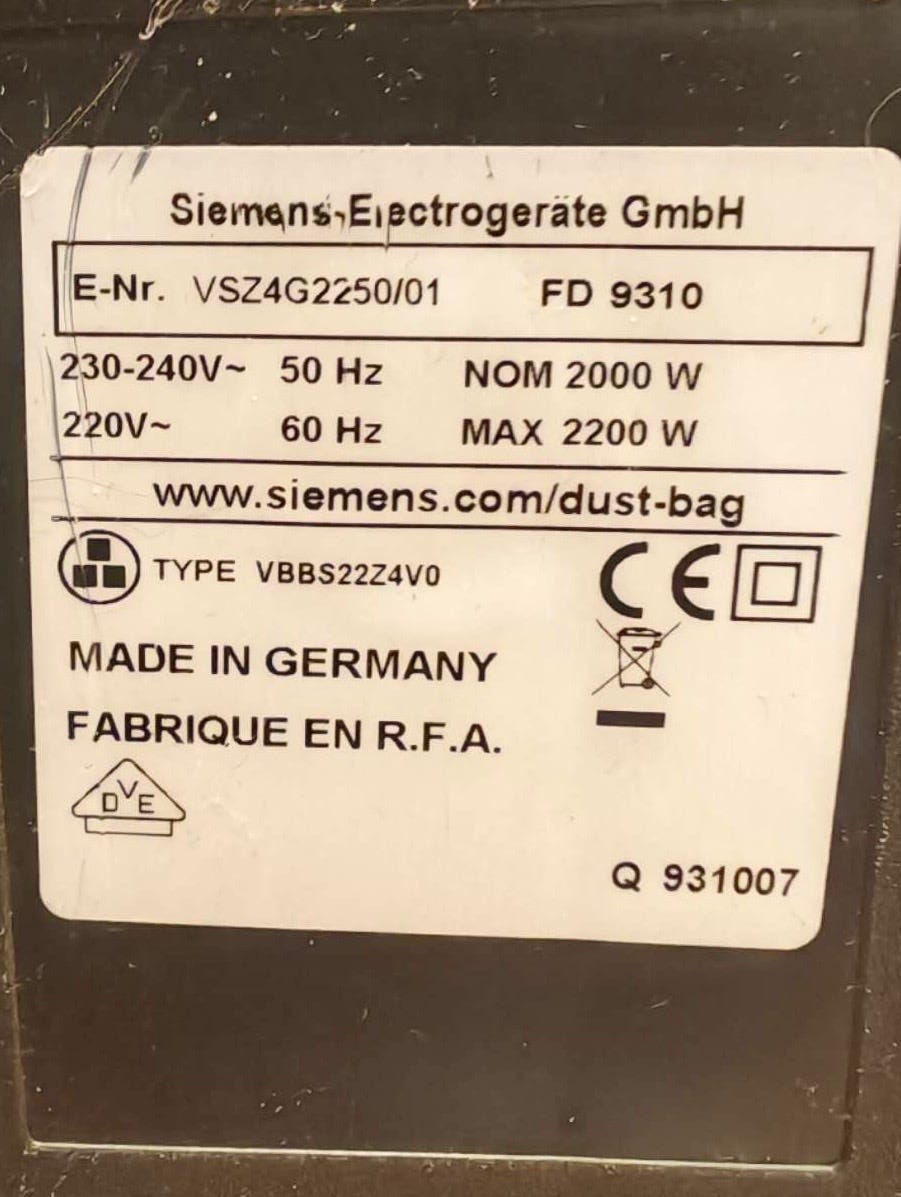 Siemens-Electrogeräte GmbH
E-Nr. VSZ4G2250/01 FD 9310
230-240V~ 50 Hz NOM 2000 W
220V~ 60 Hz MAX 2200 W
www.siemens.com/dust-bag
TYPE VBBS22Z4V0
CE
MADE IN GERMANY
FABRIQUE EN R.F.A.
DVE
Q 931007